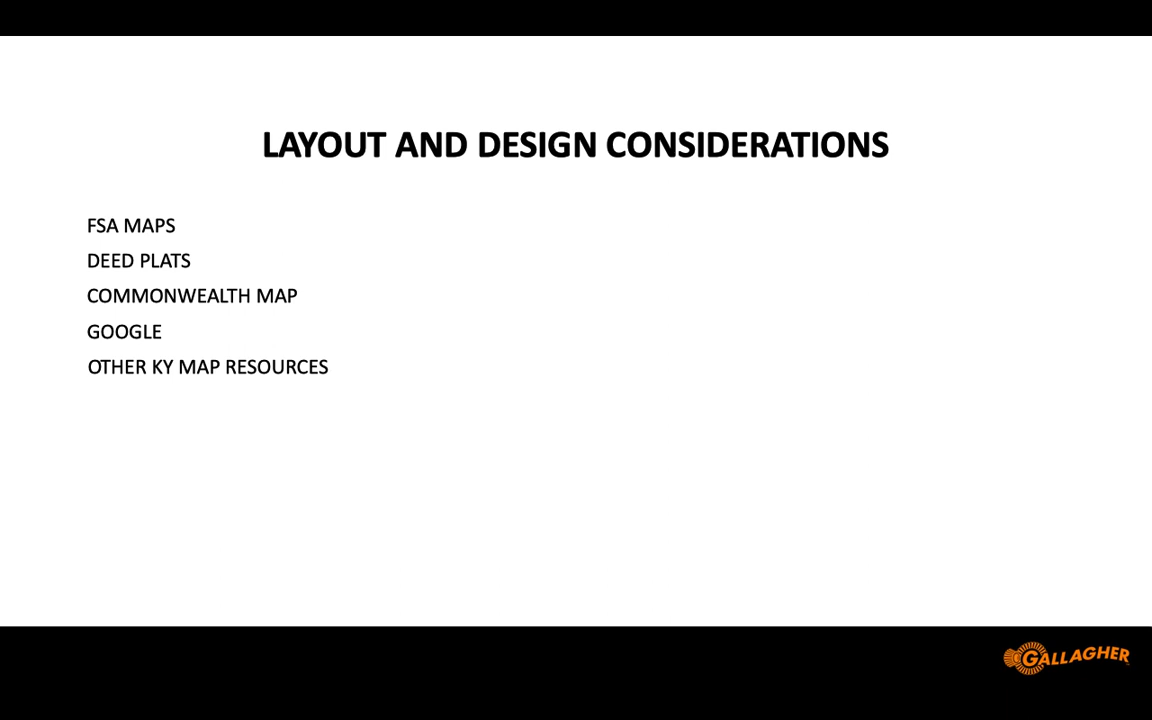 LAYOUT AND DESIGN CONSIDERATIONS
FSA MAPS
DEED PLATS
COMMONWEALTH MAP
GOOGLE
OTHER KY MAP RESOURCES
GALLAGHER